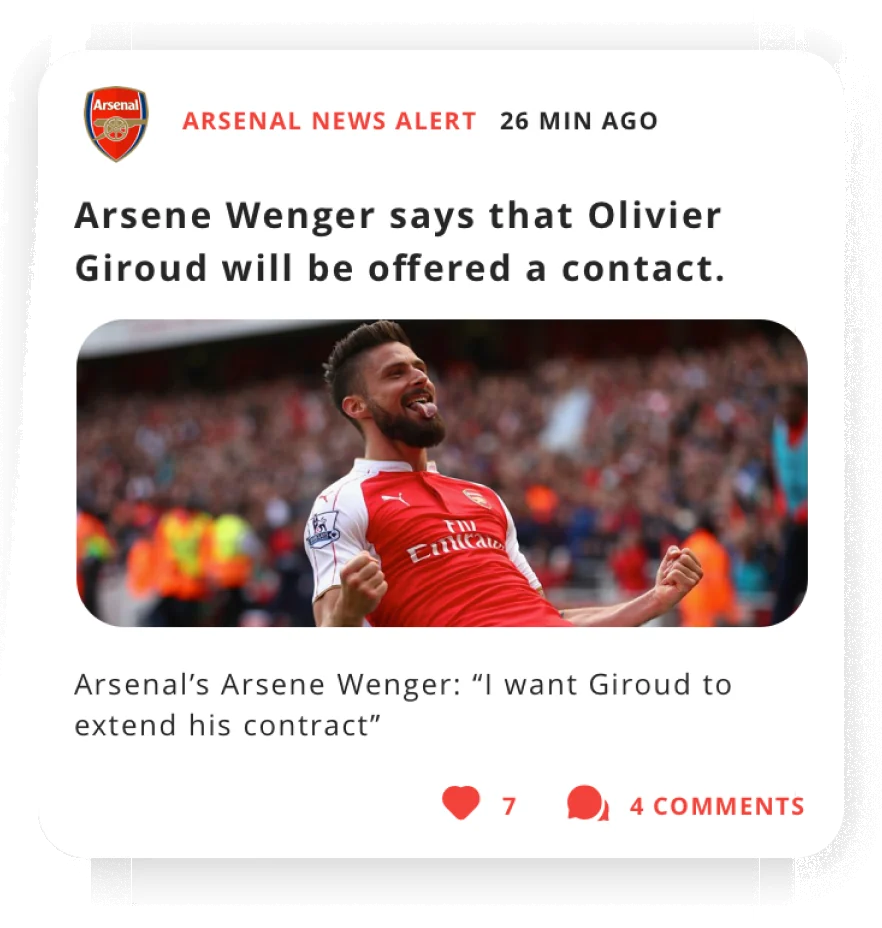 Arsenal
ARSENAL NEWS ALERT 26 MIN AGO
Arsene Wenger says that Olivier
Giroud will be offered a contact.
Fly
Emirates
Arsenal’s Arsene Wenger: “I want Giroud to
extend his contract”
7 4 COMMENTS